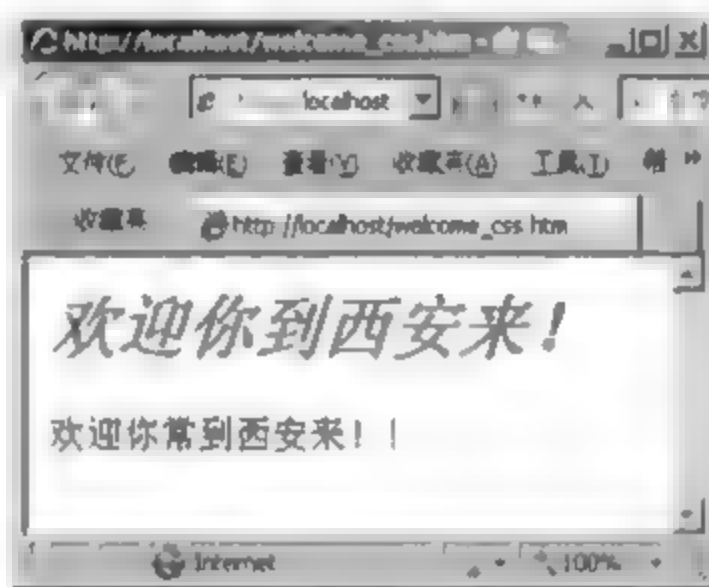 http://localhost/welcome_css.htm -
localhost
文件(F) 编辑(E) 查看(V) 收藏夹(A) 工具(T) 帮 »
收藏夹 http://localhost/welcome_css.htm
欢迎你到西安来！
欢迎你常到西安来！！
Internet 100%